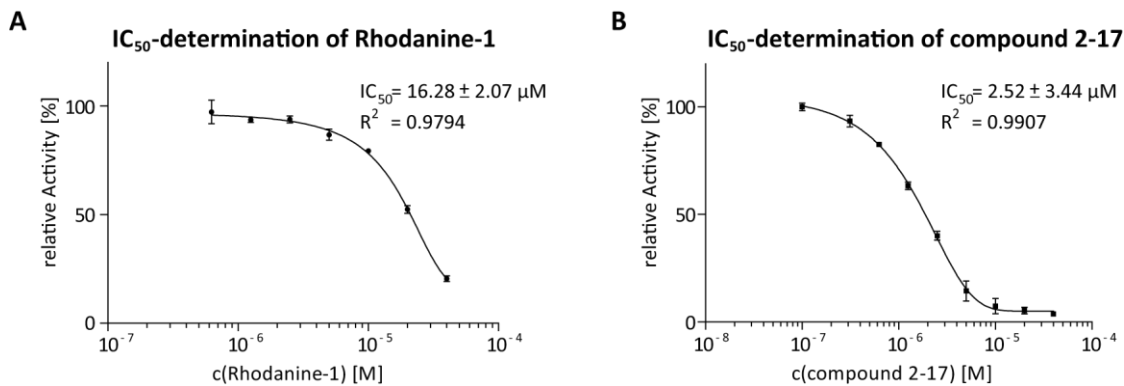 A
IC₅₀-determination of Rhodanine-1
IC₅₀= 16.28 ± 2.07 µM
R² = 0.9794
relative Activity [%]
100
50
0
10⁻⁷
10⁻⁶
10⁻⁵
10⁻⁴
c(Rhodanine-1) [M]
B
IC₅₀-determination of compound 2-17
IC₅₀= 2.52 ± 3.44 µM
R² = 0.9907
relative Activity [%]
100
50
0
10⁻⁸
10⁻⁷
10⁻⁶
10⁻⁵
10⁻⁴
c(compound 2-17) [M]